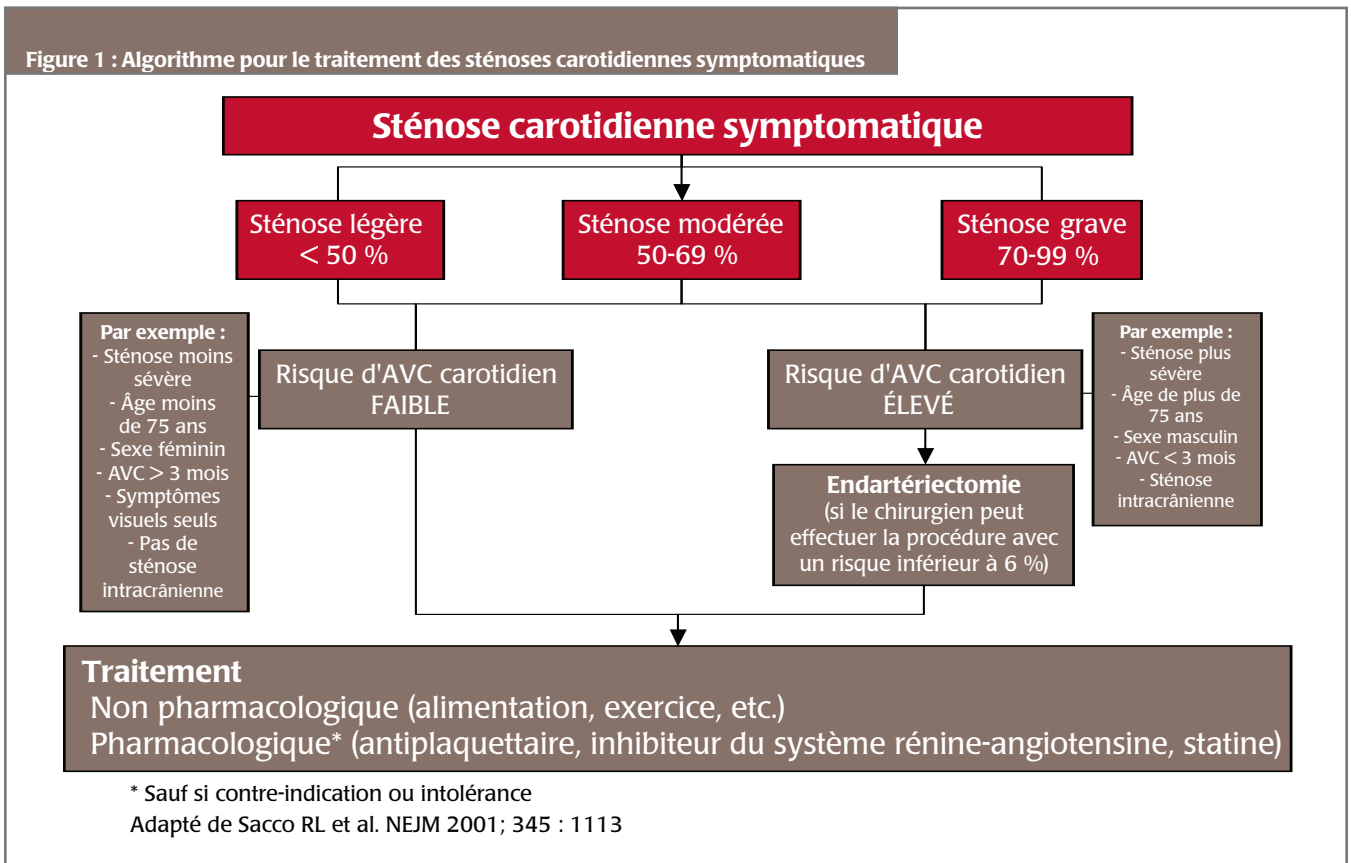 Figure 1 : Algorithme pour le traitement des sténoses carotidiennes symptomatiques
Sténose carotidienne symptomatique
Sténose légère
< 50 %
Sténose modérée
50-69 %
Sténose grave
70-99 %
Par exemple :
- Sténose moins
sévère
- Âge moins
de 75 ans
- Sexe féminin
- AVC > 3 mois
- Symptômes
visuels seuls
- Pas de
sténose
intracrânienne
Risque d'AVC carotidien
FAIBLE
Risque d'AVC carotidien
ÉLEVÉ
Par exemple :
- Sténose plus
sévère
- Âge de plus de
75 ans
- Sexe masculin
- AVC < 3 mois
- Sténose
intracrânienne
Endartériectomie
(si le chirurgien peut
effectuer la procédure avec
un risque inférieur à 6 %)
Traitement
Non pharmacologique (alimentation, exercice, etc.)
Pharmacologique* (antiplaquettaire, inhibiteur du système rénine-angiotensine, statine)
* Sauf si contre-indication ou intolérance
Adapté de Sacco RL et al. NEJM 2001; 345 : 1113